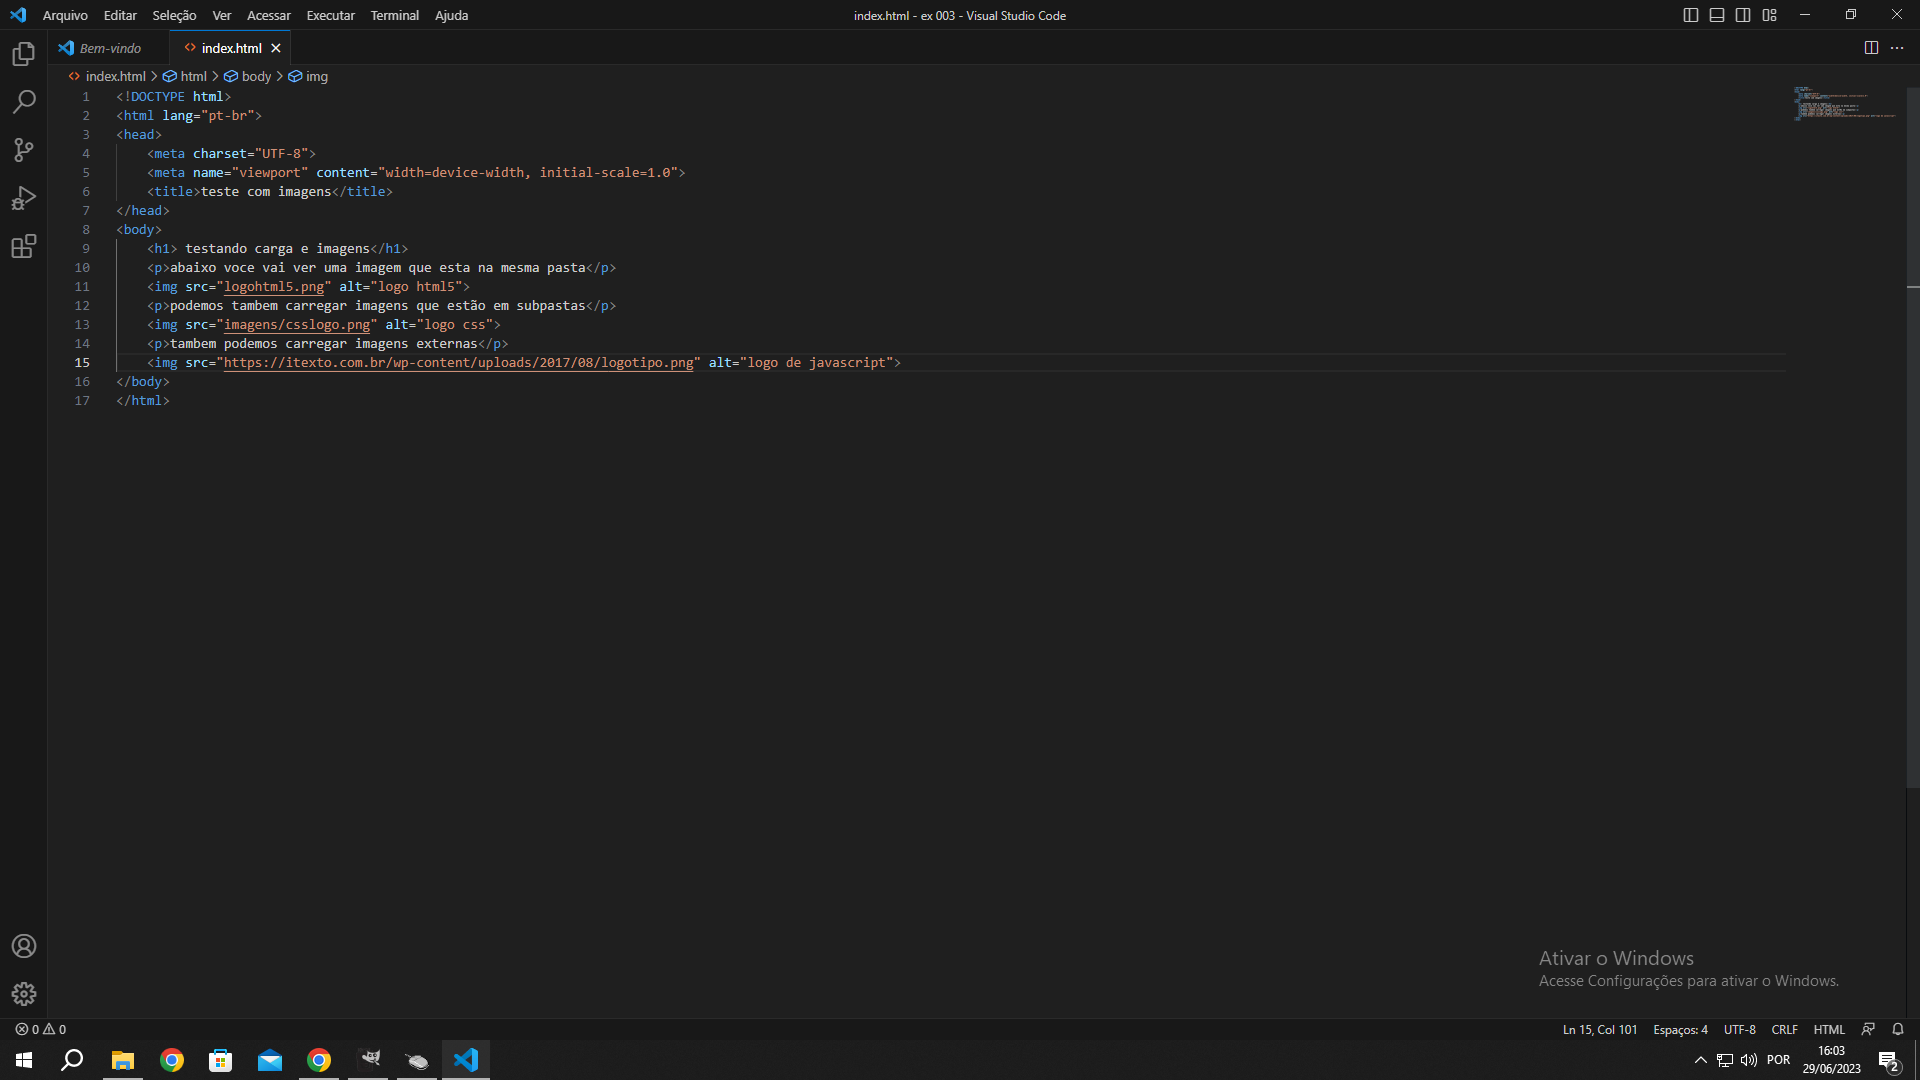 Arquivo Editar Seleção Ver Acessar Executar Terminal Ajuda
index.html - ex 003 - Visual Studio Code
Bem-vindo
index.html
index.html > html > body > img
1 <!DOCTYPE html>
2 <html lang="pt-br">
3 <head>
4 <meta charset="UTF-8">
5 <meta name="viewport" content="width=device-width, initial-scale=1.0">
6 <title>teste com imagens</title>
7 </head>
8 <body>
9 <h1> testando carga e imagens</h1>
10 <p>abaixo voce vai ver uma imagem que esta na mesma pasta</p>
11 <img src="logohtml5.png" alt="logo html5">
12 <p>podemos tambem carregar imagens que estão em subpastas</p>
13 <img src="imagens/csslogo.png" alt="logo css">
14 <p>tambem podemos carregar imagens externas</p>
15 <img src="https://itexto.com.br/wp-content/uploads/2017/08/logotipo.png" alt="logo de javascript">
16 </body>
17 </html>
Ativar o Windows
Acesse Configurações para ativar o Windows.
0 0
Ln 15, Col 101 Espaços: 4 UTF-8 CRLF HTML
POR
16:03
29/06/2023
2